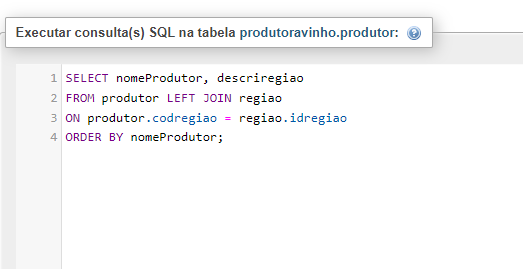 Executar consulta(s) SQL na tabela produtoravinho.produtor:
1 SELECT nomeProdutor, descriregiao
2 FROM produtor LEFT JOIN regiao
3 ON produtor.codregiao = regiao.idregiao
4 ORDER BY nomeProdutor;